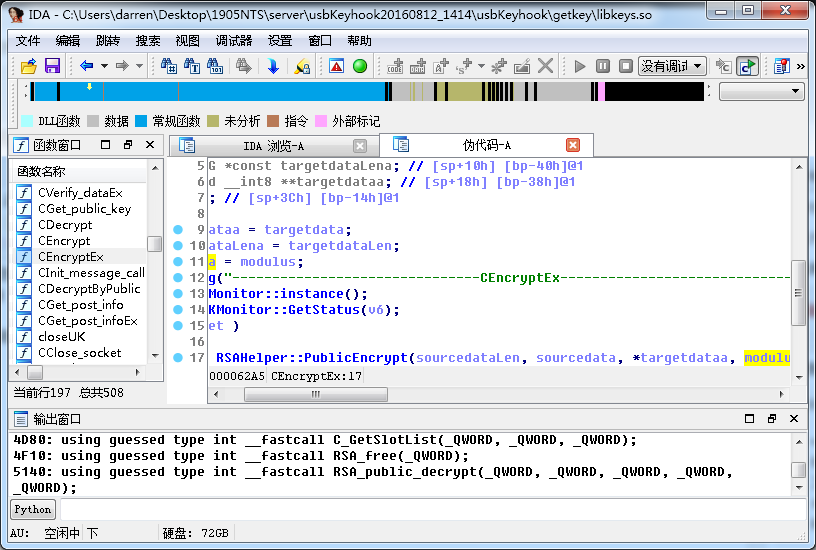 IDA - C:\Users\darren\Desktop\1905NTS\server\usbKeyhook20160812_1414\usbKeyhook\getkey\libkeys.so
文件 编辑 跳转 搜索 视图 调试器 设置 窗口 帮助
没有调试
DLL函数 数据 常规函数 未分析 指令 外部标记
函数窗口
IDA 浏览-A
伪代码-A
函数名称
CVerify_dataEx
CGet_public_key
CDecrypt
CEncrypt
CEncryptEx
CInit_message_call
CDecryptByPublic
CGet_post_info
CGet_post_infoEx
closeUK
CClose_socket
当前行197 总共508
5 G *const targetdataLena; // [sp+10h] [bp-40h]@1
6 d __int8 **targetdataa; // [sp+18h] [bp-38h]@1
7 ; // [sp+3Ch] [bp-14h]@1
8
9 ataa = targetdata;
10 ataLena = targetdataLen;
11 a = modulus;
12 g("-------------------------------CEncryptEx-----------------------------
13 Monitor::instance();
14 KMonitor::GetStatus(v6);
15 et )
16
17 RSAHelper::PublicEncrypt(sourcedataLen, sourcedata, *targetdataa, modulu
000062A5 CEncryptEx:17
输出窗口
4D80: using guessed type int __fastcall C_GetSlotList(_QWORD, _QWORD, _QWORD);
4F10: using guessed type int __fastcall RSA_free(_QWORD);
5140: using guessed type int __fastcall RSA_public_decrypt(_QWORD, _QWORD, _QWORD, _QWORD,
_QWORD);
Python
AU: 空闲中 下 硬盘: 72GB